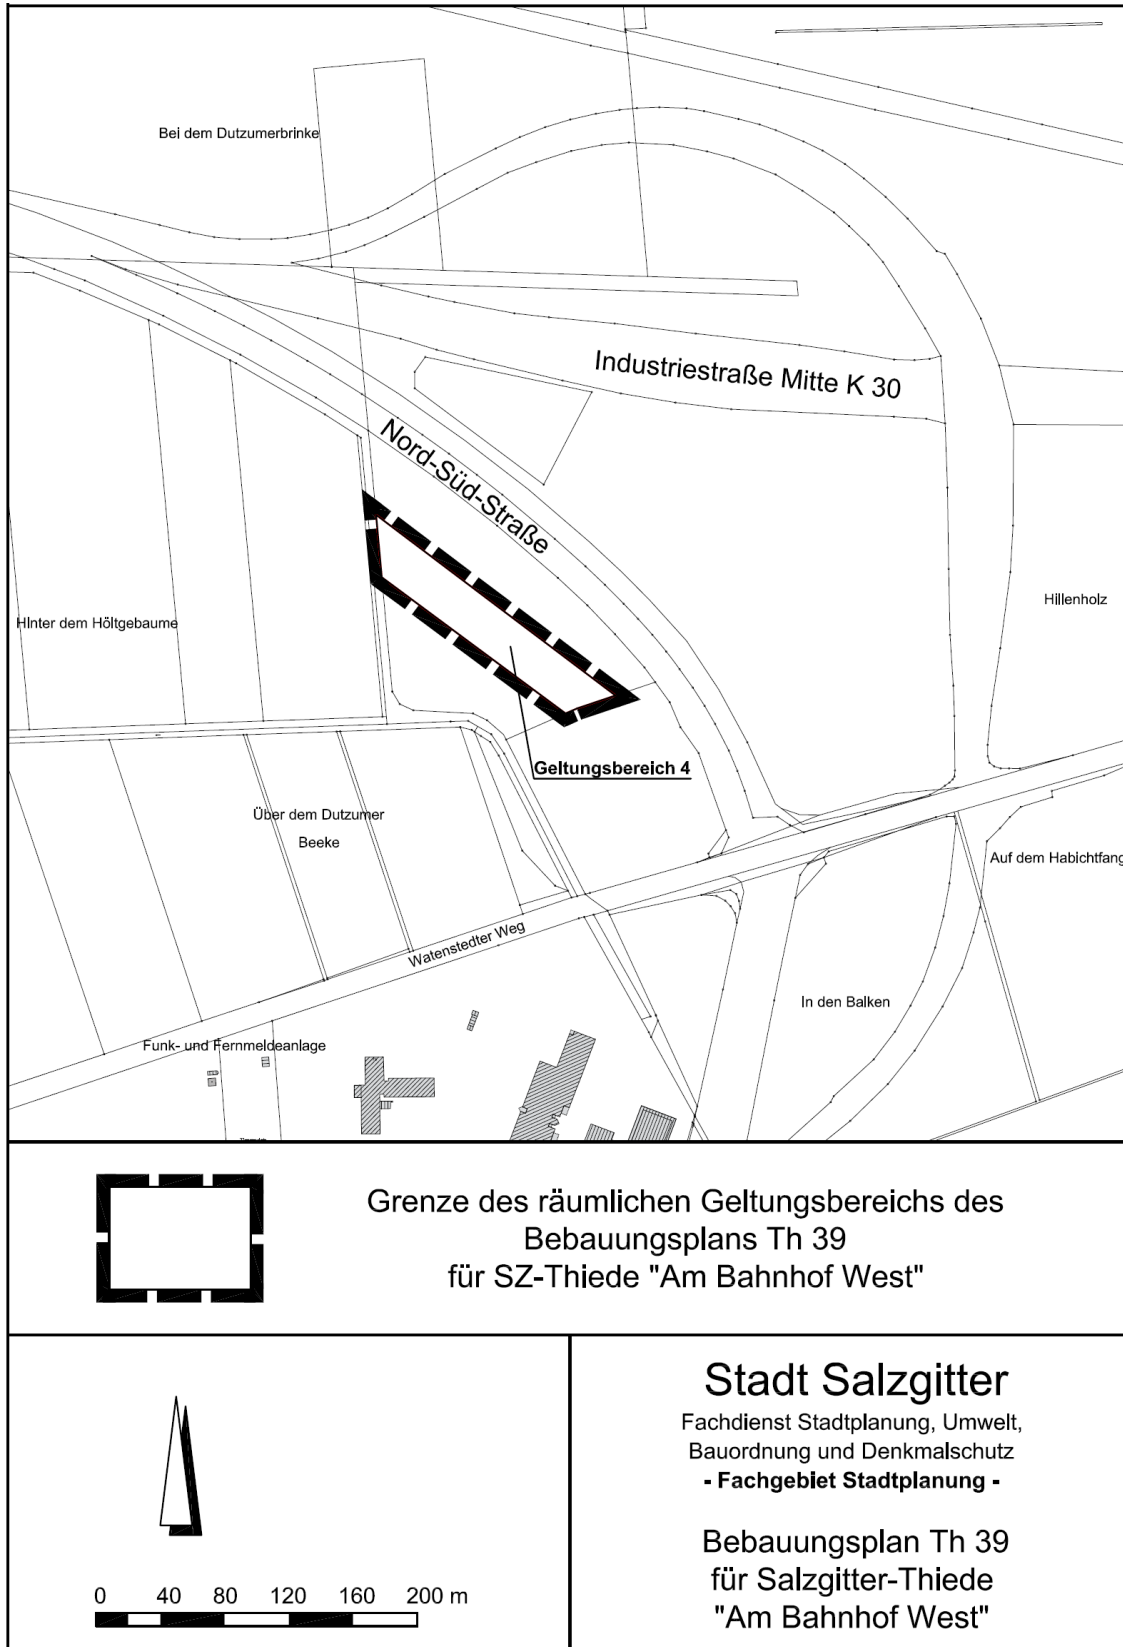 Bei dem Dutzumerbrinke
Industriestraße Mitte K 30
Nord-Süd-Straße
Hillenholz
HInter dem Höltgebaume
Geltungsbereich 4
Über dem Dutzumer
Beeke
Auf dem Habichtfang
Watenstedter Weg
In den Balken
Funk- und Fernmeldeanlage
Grenze des räumlichen Geltungsbereichs des
Bebauungsplans Th 39
für SZ-Thiede "Am Bahnhof West"
Stadt Salzgitter
Fachdienst Stadtplanung, Umwelt,
Bauordnung und Denkmalschutz
- Fachgebiet Stadtplanung -
Bebauungsplan Th 39
für Salzgitter-Thiede
"Am Bahnhof West"
0 40 80 120 160 200 m